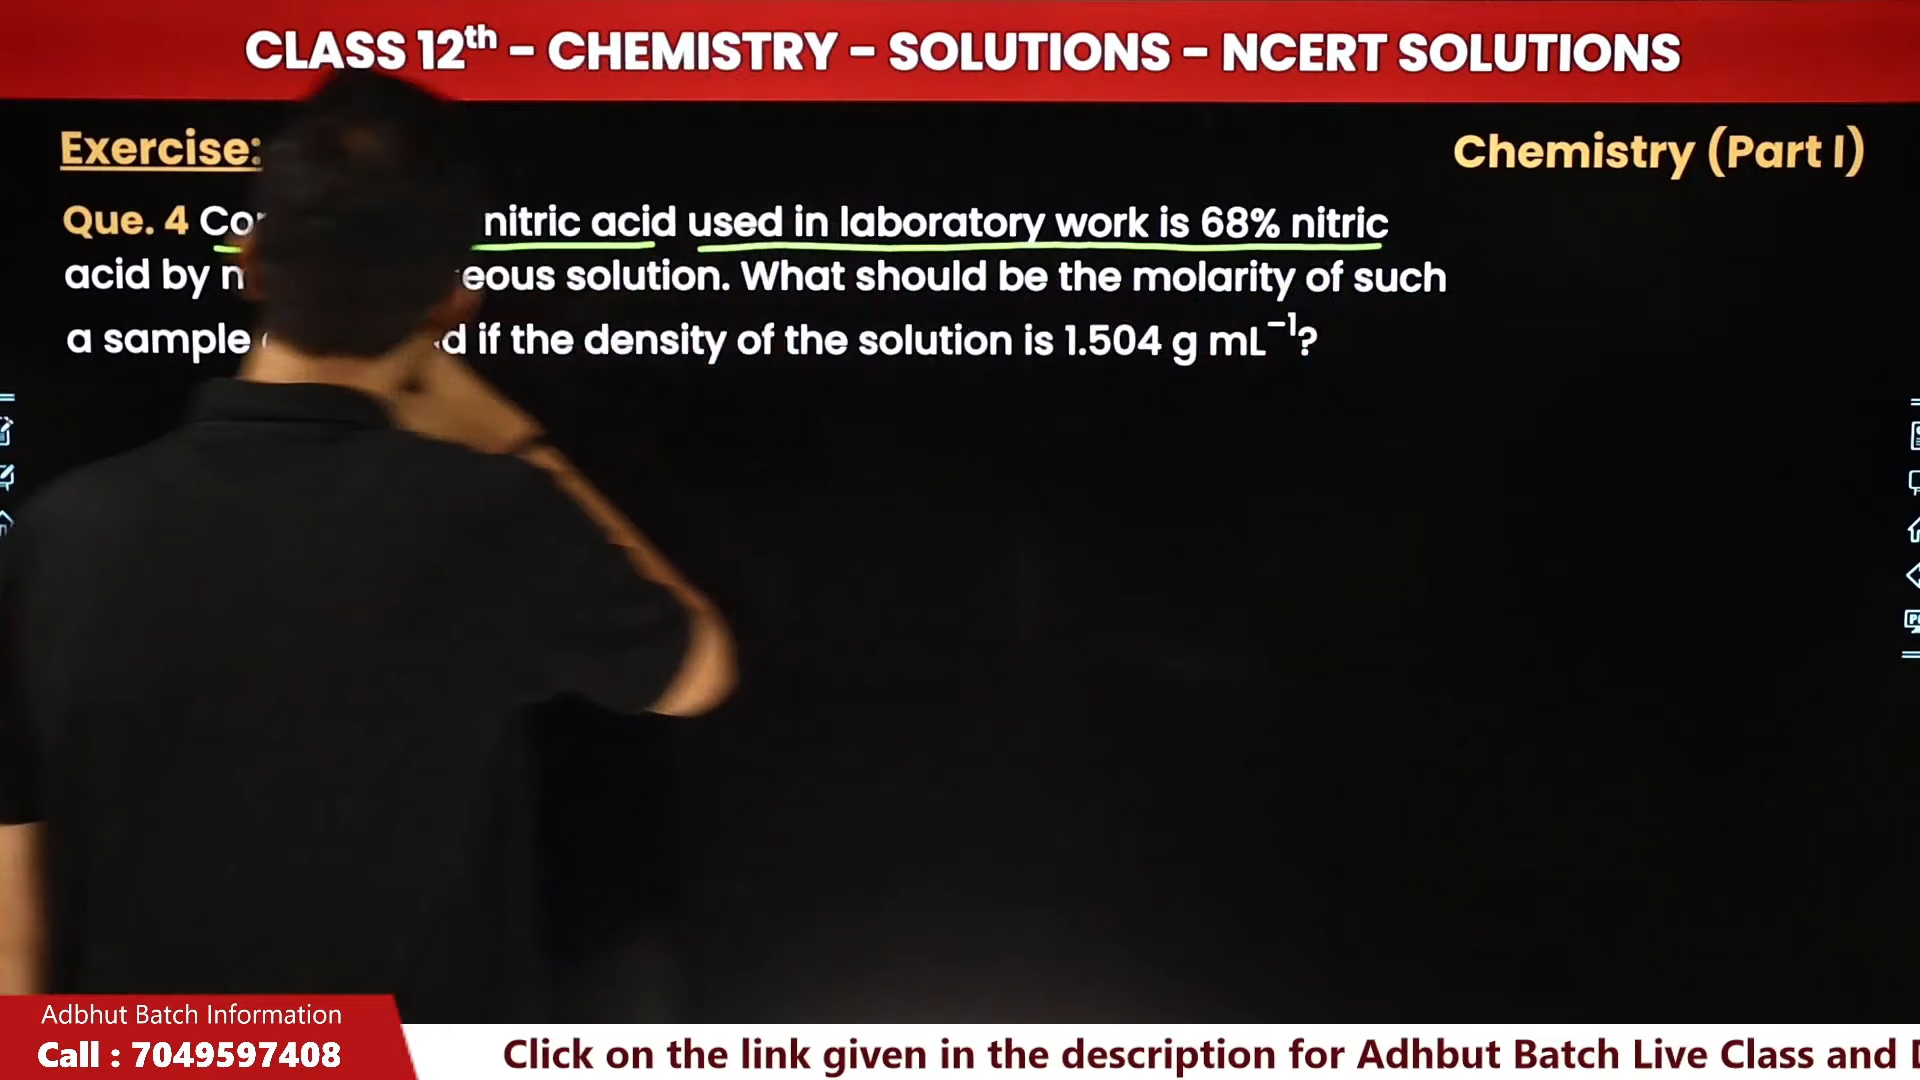 CLASS 12th – CHEMISTRY – SOLUTIONS – NCERT SOLUTIONS
Exercise:
Chemistry (Part I)
Que. 4 nitric acid used in laboratory work is 68% nitric
acid by solution. What should be the molarity of such
a sample if the density of the solution is 1.504 g mL⁻¹?
Adbhut Batch Information
Call : 7049597408
Click on the link given in the description for Adhbut Batch Live Class and